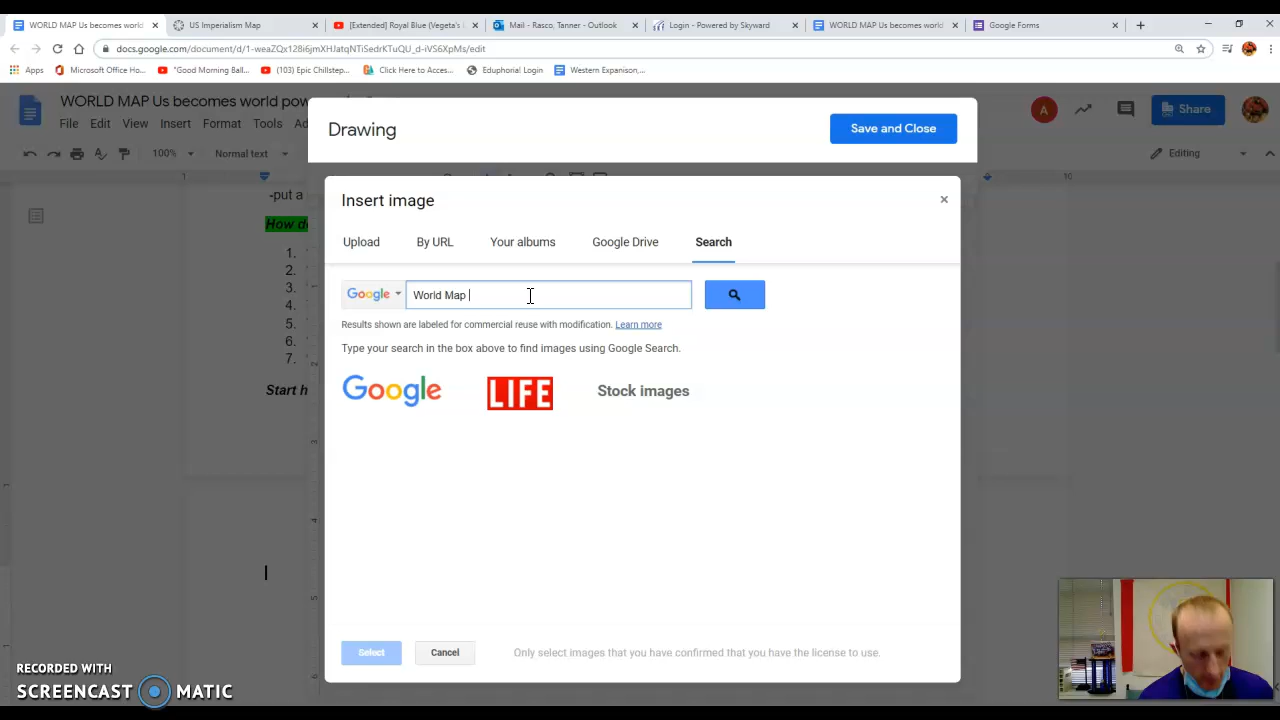 WORLD MAP Us becomes world
US Imperialism Map
[Extended] Royal Blue (Vegeta's
Mail - Rasco, Tanner - Outlook
Login - Powered by Skyward
WORLD MAP Us becomes world
Google Forms
docs.google.com/document/d/1-weaZQx128i6jmXHJatqNTiSedrKTuQU_d-iVS6XpMs/edit
Apps
Microsoft Office Ho...
"Good Morning Ball...
(103) Epic Chillstep...
Click Here to Acces...
Eduphorial Login
Western Expanison,...
WORLD MAP Us becomes world pow
File Edit View Insert Format Tools Ad
A
Share
100%
Normal text
Editing
Drawing
Save and Close
1
10
-put a
How d
1.
2.
3.
4.
5.
6.
7.
Start h
Insert image
×
Upload
By URL
Your albums
Google Drive
Search
Google
World Map
Results shown are labeled for commercial reuse with modification. Learn more
Type your search in the box above to find images using Google Search.
Google
LIFE
Stock images
Select
Cancel
Only select images that you have confirmed that you have the license to use.
RECORDED WITH
SCREENCAST MATIC